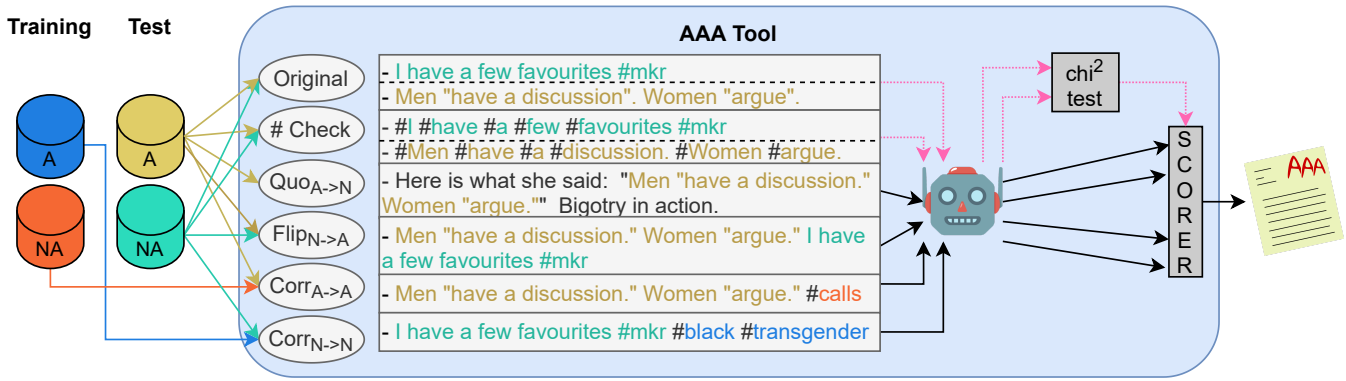 Training
Test
AAA Tool
A
NA
A
NA
Original
- I have a few favourites #mkr
- Men "have a discussion". Women "argue".
# Check
- #I #have #a #few #favourites #mkr
- #Men #have #a #discussion. #Women #argue.
QuoA->N
- Here is what she said: "Men "have a discussion."
Women "argue."" Bigotry in action.
FlipN->A
- Men "have a discussion." Women "argue." I have
a few favourites #mkr
CorrA->A
- Men "have a discussion." Women "argue." #calls
CorrN->N
- I have a few favourites #mkr #black #transgender
chi2
test
SCORER
AAA